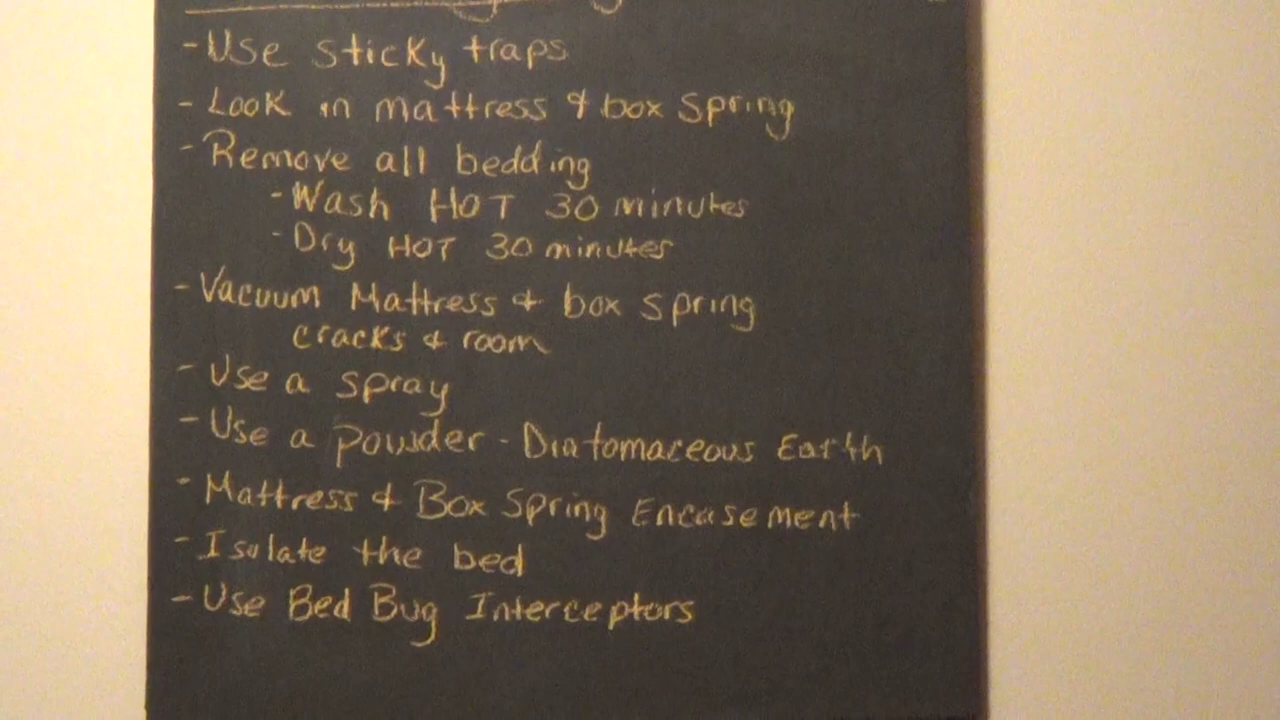 - Use sticky traps
- Look in mattress & box spring
- Remove all bedding
- Wash HOT 30 minutes
- Dry HOT 30 minutes
- Vacuum Mattress & box spring
cracks & room
- Use a spray
- Use a powder - Diatomaceous Earth
- Mattress & Box Spring Encasement
- Isolate the bed
- Use Bed Bug Interceptors